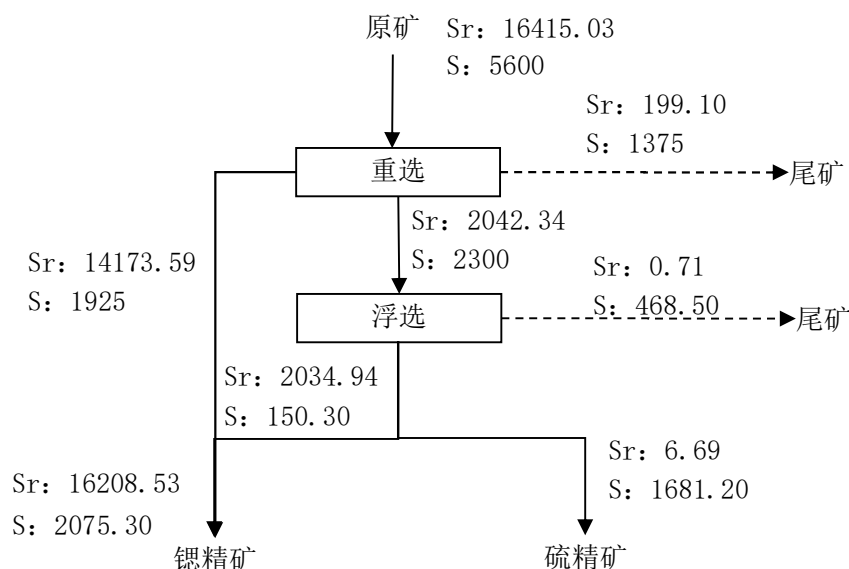 原矿
Sr：16415.03
S：5600
Sr：199.10
S：1375
重选
尾矿
Sr：2042.34
S：2300
Sr：14173.59
S：1925
Sr：0.71
S：468.50
浮选
尾矿
Sr：2034.94
S：150.30
Sr：6.69
S：1681.20
Sr：16208.53
S：2075.30
锶精矿
硫精矿